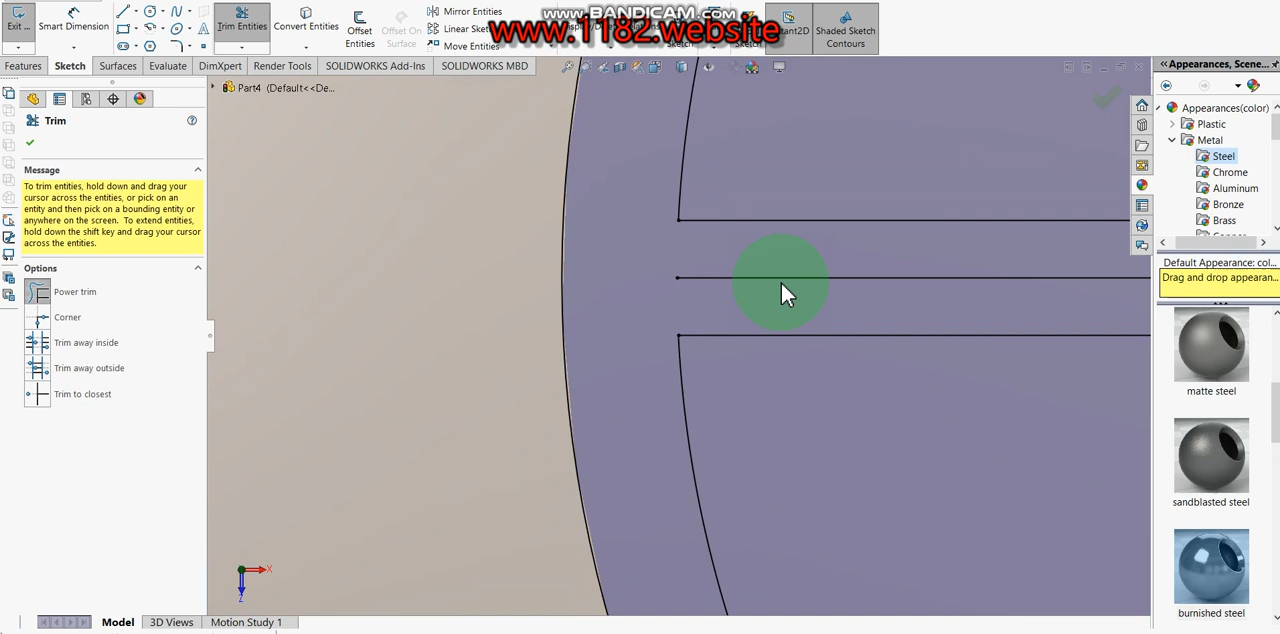 www.BANDICAM.com
www.1182.website
Exit ...
Smart Dimension
Trim Entities
Convert Entities
Offset
Entities
Offset On
Surface
Mirror Entities
Linear Sketch
Move Entities
Sketch
Sketch
Instant2D
Shaded Sketch
Contours
Features
Sketch
Surfaces
Evaluate
DimXpert
Render Tools
SOLIDWORKS Add-Ins
SOLIDWORKS MBD
Part4 (Default<<De...
Trim
Message
To trim entities, hold down and drag your
cursor across the entities, or pick on an
entity and then pick on a bounding entity or
anywhere on the screen. To extend entities,
hold down the shift key and drag your cursor
across the entities.
Options
Power trim
Corner
Trim away inside
Trim away outside
Trim to closest
X
Z
Model
3D Views
Motion Study 1
Appearances, Scene...
Appearances(color)
Plastic
Metal
Steel
Chrome
Aluminum
Bronze
Brass
Default Appearance: col...
Drag and drop appearan...
matte steel
sandblasted steel
burnished steel